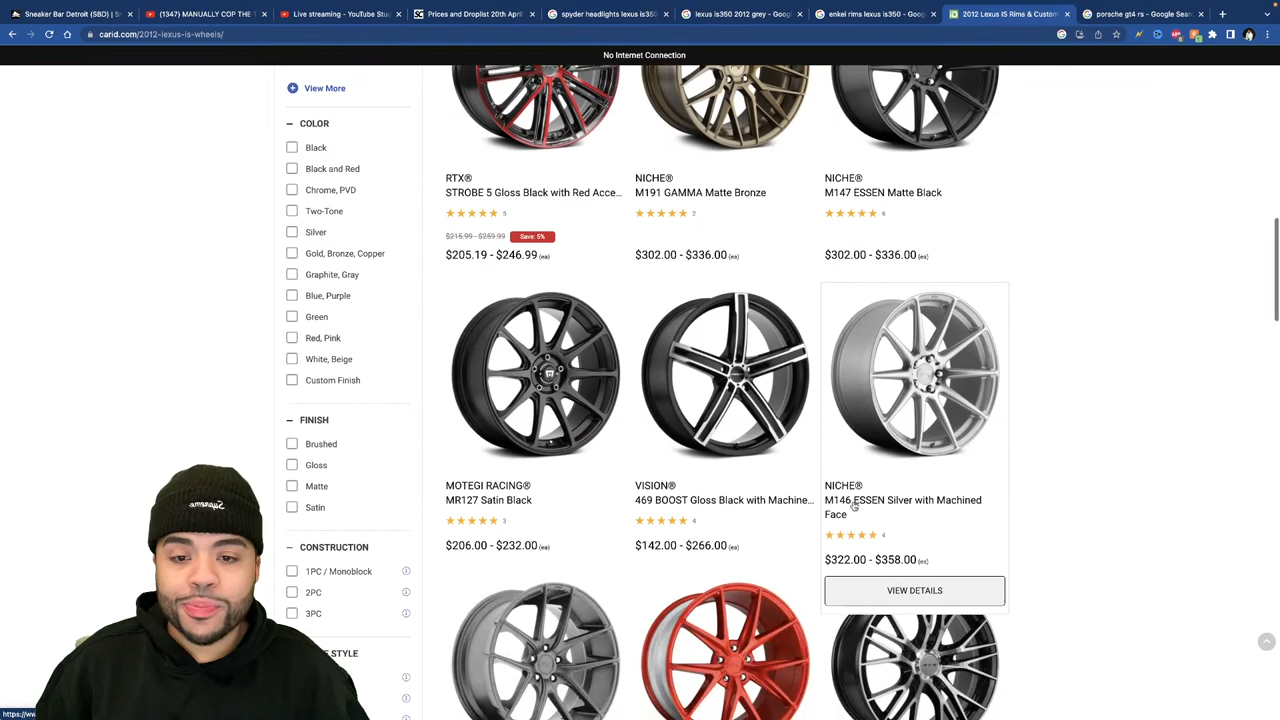 Sneaker Bar Detroit (SBD) | S
(1347) MANUALLY COP THE T
Live streaming - YouTube Stu
Prices and Droplist 20th April
spyder headlights lexus is350
lexus is350 2012 grey - Googl
enkei rims lexus is350 - Goog
2012 Lexus IS Rims & Custom
porsche gt4 rs - Google Sear
carid.com/2012-lexus-is-wheels/
No Internet Connection
View More
COLOR
Black
Black and Red
Chrome, PVD
Two-Tone
Silver
Gold, Bronze, Copper
Graphite, Gray
Blue, Purple
Green
Red, Pink
White, Beige
Custom Finish
FINISH
Brushed
Gloss
Matte
Satin
CONSTRUCTION
1PC / Monoblock
2PC
3PC
E STYLE
RTX®
STROBE 5 Gloss Black with Red Acce...
5
$215.99 - $259.99 Save: 5%
$205.19 - $246.99 (ea)
NICHE®
M191 GAMMA Matte Bronze
2
$302.00 - $336.00 (ea)
NICHE®
M147 ESSEN Matte Black
6
$302.00 - $336.00 (ea)
MOTEGI RACING®
MR127 Satin Black
3
$206.00 - $232.00 (ea)
VISION®
469 BOOST Gloss Black with Machine...
4
$142.00 - $266.00 (ea)
NICHE®
M146 ESSEN Silver with Machined
Face
4
$322.00 - $358.00 (ea)
VIEW DETAILS
Supreme
https://ww